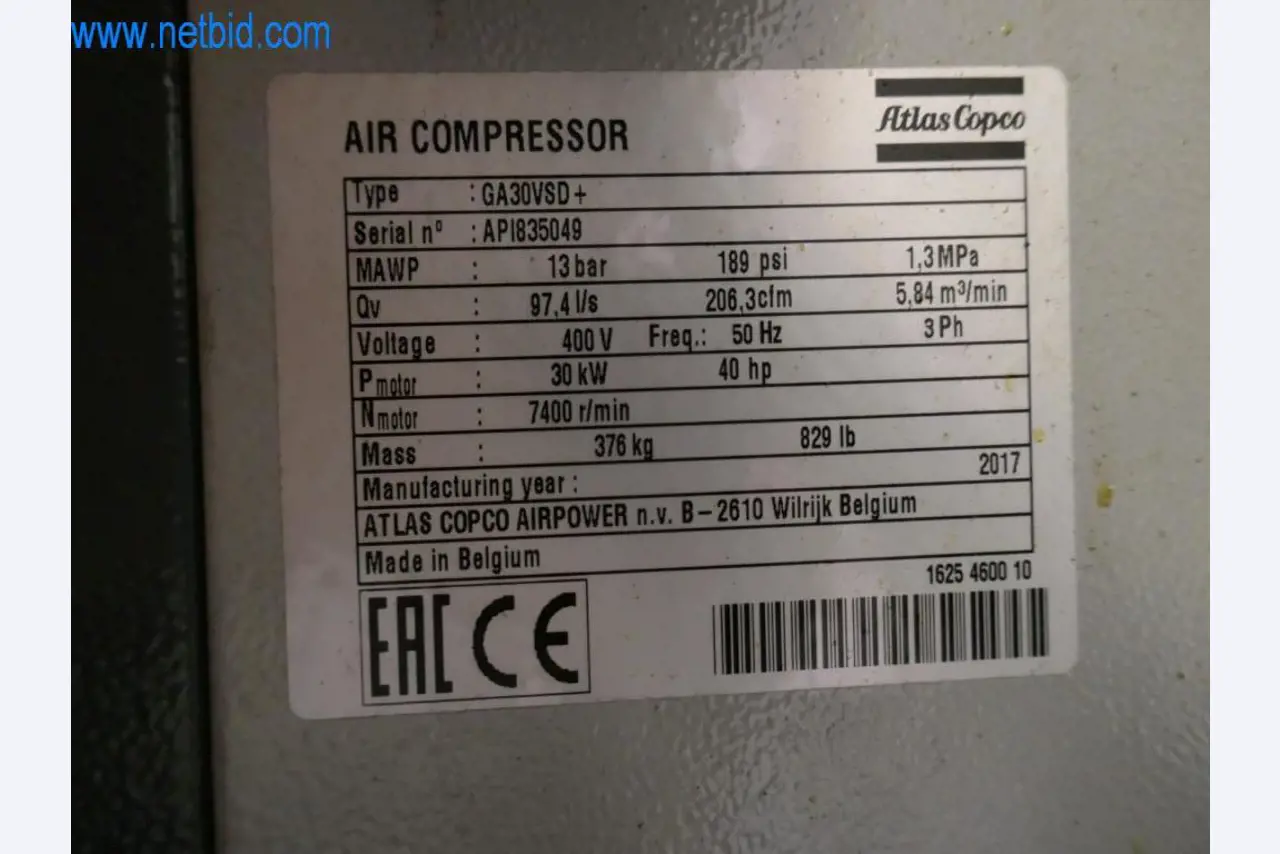 www.netbid.com
Atlas Copco
AIR COMPRESSOR
Type : GA30VSD+
Serial nº : API835049
MAWP : 13 bar 189 psi 1,3 MPa
Qv : 97,4 l/s 206,3cfm 5,84 m³/min
Voltage : 400 V Freq.: 50 Hz 3 Ph
P motor : 30 kW 40 hp
N motor : 7400 r/min
Mass : 376 kg 829 lb
Manufacturing year : 2017
ATLAS COPCO AIRPOWER n.v. B-2610 Wilrijk Belgium
Made in Belgium
1625 4600 10
EAC CE